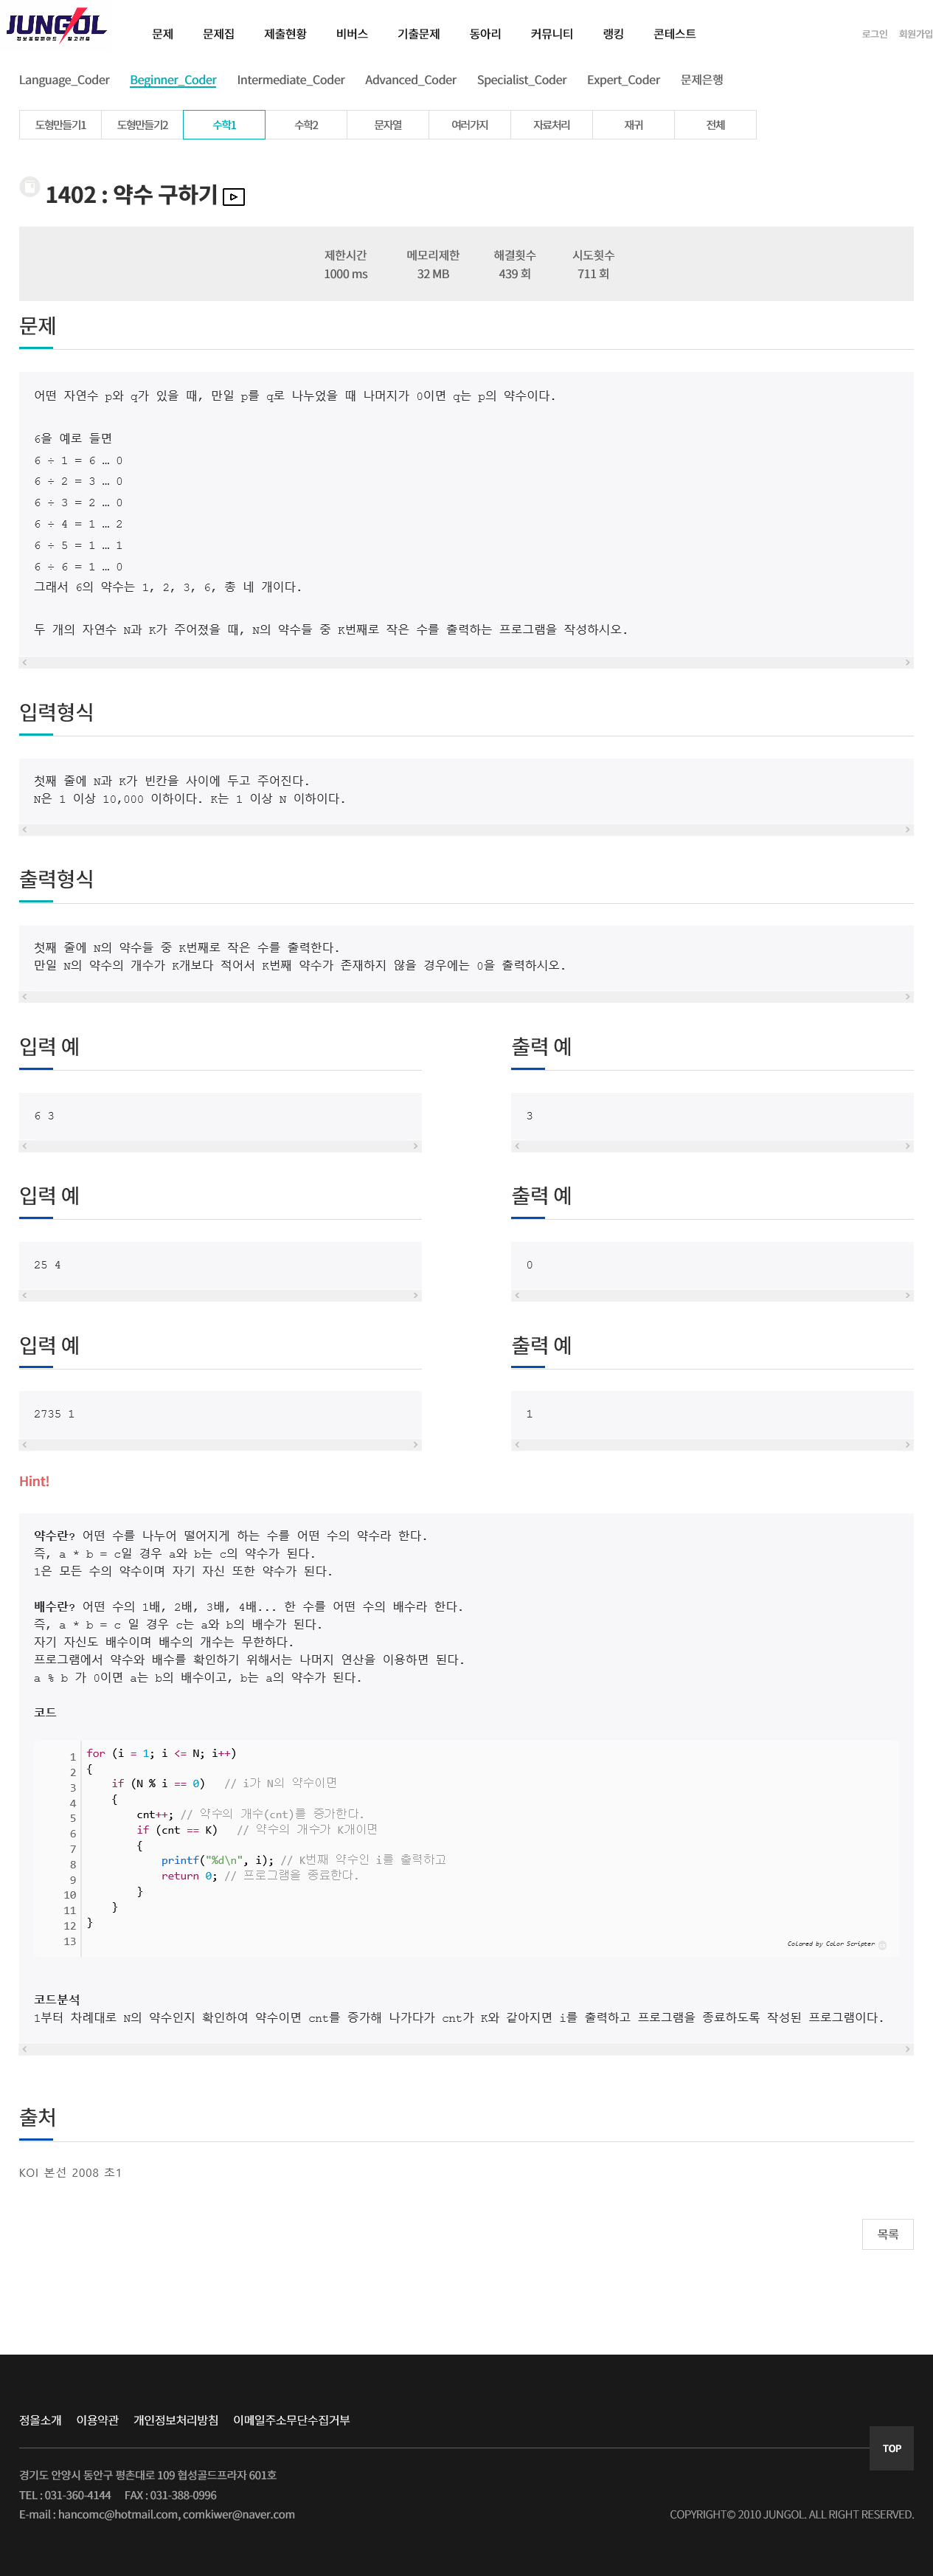 JUNGOL
정보올림피아드 · 알고리즘
문제 문제집 제출현황 비버스 기출문제 동아리 커뮤니티 랭킹 콘테스트 로그인 회원가입
Language_Coder Beginner_Coder Intermediate_Coder Advanced_Coder Specialist_Coder Expert_Coder 문제은행
도형만들기1 도형만들기2 수학1 수학2 문자열 여러가지 자료처리 재귀 전체
1402 : 약수 구하기
제한시간 메모리제한 해결횟수 시도횟수
1000 ms 32 MB 439 회 711 회
문제
어떤 자연수 p와 q가 있을 때, 만일 p를 q로 나누었을 때 나머지가 0이면 q는 p의 약수이다.
6을 예로 들면
6 ÷ 1 = 6 … 0
6 ÷ 2 = 3 … 0
6 ÷ 3 = 2 … 0
6 ÷ 4 = 1 … 2
6 ÷ 5 = 1 … 1
6 ÷ 6 = 1 … 0
그래서 6의 약수는 1, 2, 3, 6, 총 네 개이다.
두 개의 자연수 N과 K가 주어졌을 때, N의 약수들 중 K번째로 작은 수를 출력하는 프로그램을 작성하시오.
입력형식
첫째 줄에 N과 K가 빈칸을 사이에 두고 주어진다.
N은 1 이상 10,000 이하이다. K는 1 이상 N 이하이다.
출력형식
첫째 줄에 N의 약수들 중 K번째로 작은 수를 출력한다.
만일 N의 약수의 개수가 K개보다 적어서 K번째 약수가 존재하지 않을 경우에는 0을 출력하시오.
입력 예 출력 예
6 3 3
입력 예 출력 예
25 4 0
입력 예 출력 예
2735 1 1
Hint!
약수란? 어떤 수를 나누어 떨어지게 하는 수를 어떤 수의 약수라 한다.
즉, a * b = c일 경우 a와 b는 c의 약수가 된다.
1은 모든 수의 약수이며 자기 자신 또한 약수가 된다.
배수란? 어떤 수의 1배, 2배, 3배, 4배... 한 수를 어떤 수의 배수라 한다.
즉, a * b = c 일 경우 c는 a와 b의 배수가 된다.
자기 자신도 배수이며 배수의 개수는 무한하다.
프로그램에서 약수와 배수를 확인하기 위해서는 나머지 연산을 이용하면 된다.
a % b 가 0이면 a는 b의 배수이고, b는 a의 약수가 된다.
코드
1 for (i = 1; i <= N; i++)
2 {
3 if (N % i == 0) // i가 N의 약수이면
4 {
5 cnt++; // 약수의 개수(cnt)를 증가한다.
6 if (cnt == K) // 약수의 개수가 K개이면
7 {
8 printf("%d\n", i); // K번째 약수인 i를 출력하고
9 return 0; // 프로그램을 종료한다.
10 }
11 }
12 }
13
Colored by Color Scripter
코드분석
1부터 차례대로 N의 약수인지 확인하여 약수이면 cnt를 증가해 나가다가 cnt가 K와 같아지면 i를 출력하고 프로그램을 종료하도록 작성된 프로그램이다.
출처
KOI 본선 2008 초1
목록
정올소개 이용약관 개인정보처리방침 이메일주소무단수집거부
TOP
경기도 안양시 동안구 평촌대로 109 협성골드프라자 601호
TEL : 031-360-4144 FAX : 031-388-0996
E-mail : hancomc@hotmail.com, comkiwer@naver.com COPYRIGHT© 2010 JUNGOL. ALL RIGHT RESERVED.